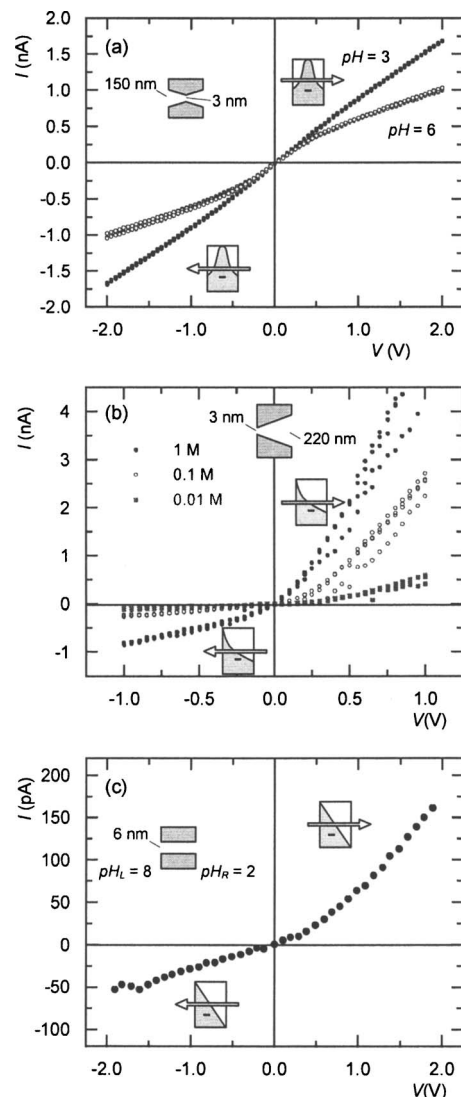 (a)
I (nA)
2.0
1.5
1.0
0.5
0.0
-0.5
-1.0
-1.5
-2.0
150 nm
3 nm
pH = 3
pH = 6
-2.0 -1.0 0.0 1.0 2.0
V (V)
(b)
I (nA)
4
3
2
1
0
-1
3 nm
220 nm
1 M
0.1 M
0.01 M
-1.0 -0.5 0.0 0.5 1.0
V(V)
(c)
I (pA)
200
150
100
50
0
-50
-100
6 nm
pHL = 8
pHR = 2
-2.0 -1.0 0.0 1.0 2.0
V(V)